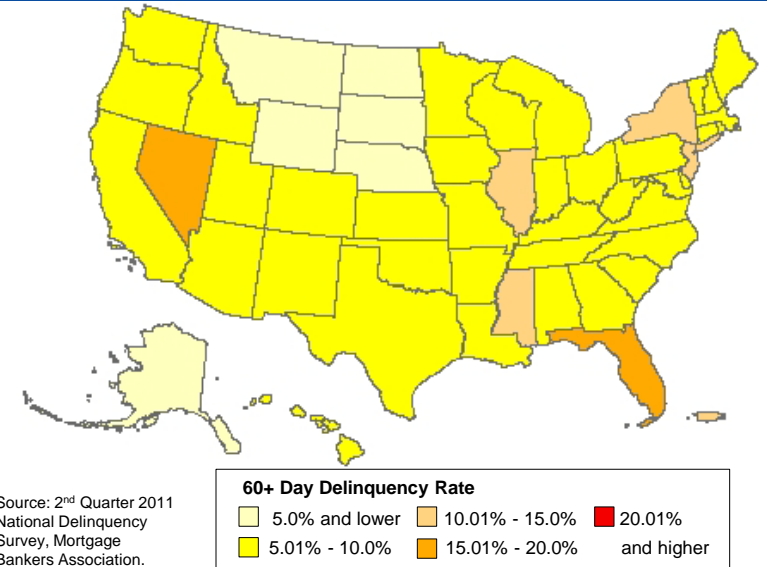 Source: 2nd Quarter 2011
National Delinquency
Survey, Mortgage
Bankers Association.
60+ Day Delinquency Rate
5.0% and lower
10.01% - 15.0%
20.01%
5.01% - 10.0%
15.01% - 20.0%
and higher